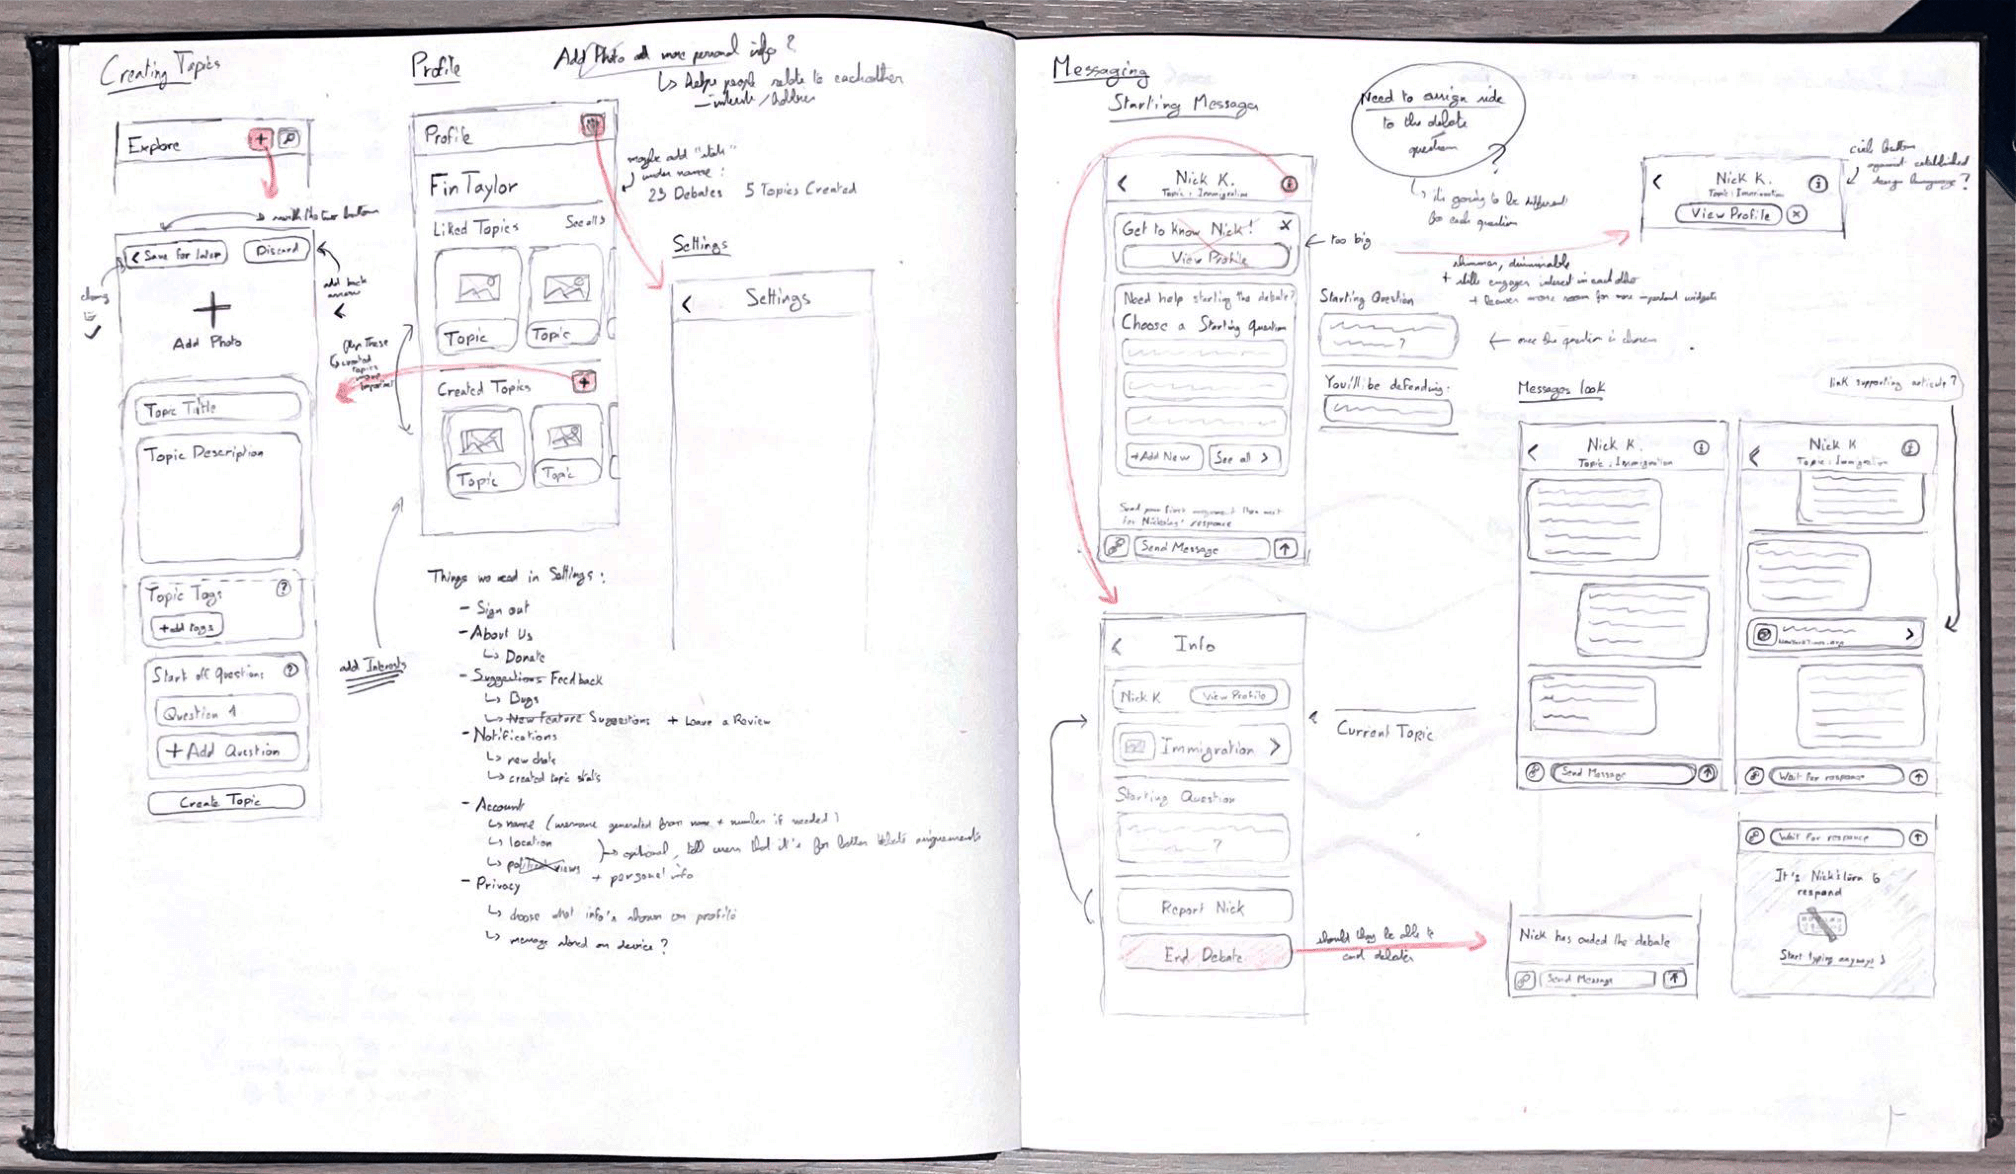 Creating Topics
Explore
+
switch the two buttons
< Save for later
Discard
add back
arrow
<
+
Add Photo
Flip These
created
topics
more
important
Topic Title
Topic Description
Topic Tags ?
+add tags
Start off Questions ?
Question 1
+ Add Question
Create Topic
Profile
Add Photo and more personal info?
↳ helps people relate to eachother
Profile
Fin Taylor
Liked Topics
See all >
Topic
Topic
Created Topics
+
Topic
Topic
add Interests
maybe add "stats"
under name:
23 Debates 5 Topics Created
Settings
< Settings
Things we need in Settings:
- Sign out
- About Us
↳ Donate
- Suggestions Feedback
↳ Bugs
↳ New Feature Suggestions + Leave a Review
- Notifications
↳ new chats
↳ created topic stats
- Account
↳ name (username generated from name + number if needed)
↳ location
↳ political views
→ optional, tell users that it's for better debate assignments
+ personal info
- Privacy
↳ choose what info's shown on profile
↳ message stored on device?
Messaging
Starting Messages
Need to assign side
to the debate
question
?
↳ it's going to be different
for each question
< Nick K.
Topic: Immigration
i
Get to know Nick! X
View Profile
← too big
Need help starting the debate?
Choose a Starting Question
+Add New
See all >
Send your first argument then wait
for Nicholas' response
Send Message
↑
Starting Question
?
← once the question is chosen
You'll be defending:
slimmer, diminishable
+ still engages interest in each other
+ leaves more room for more important widgets
< Nick K.
Topic: Immigration
i
View Profile
X
circle button
against established
design language?
Messages look
link supporting article?
< Nick K.
Topic: Immigration
i
Send Message
↑
< Nick K
Topic: Immigration
i
>
Wait for response
↑
< Info
Nick K
View Profile
Immigration >
< Current Topic
Starting Question
?
Report Nick
End Debate
should they be able to
end debates
Nick has ended the debate
Send Message
↑
Wait for response
↑
It's Nick's turn to
respond
Start typing anyways >